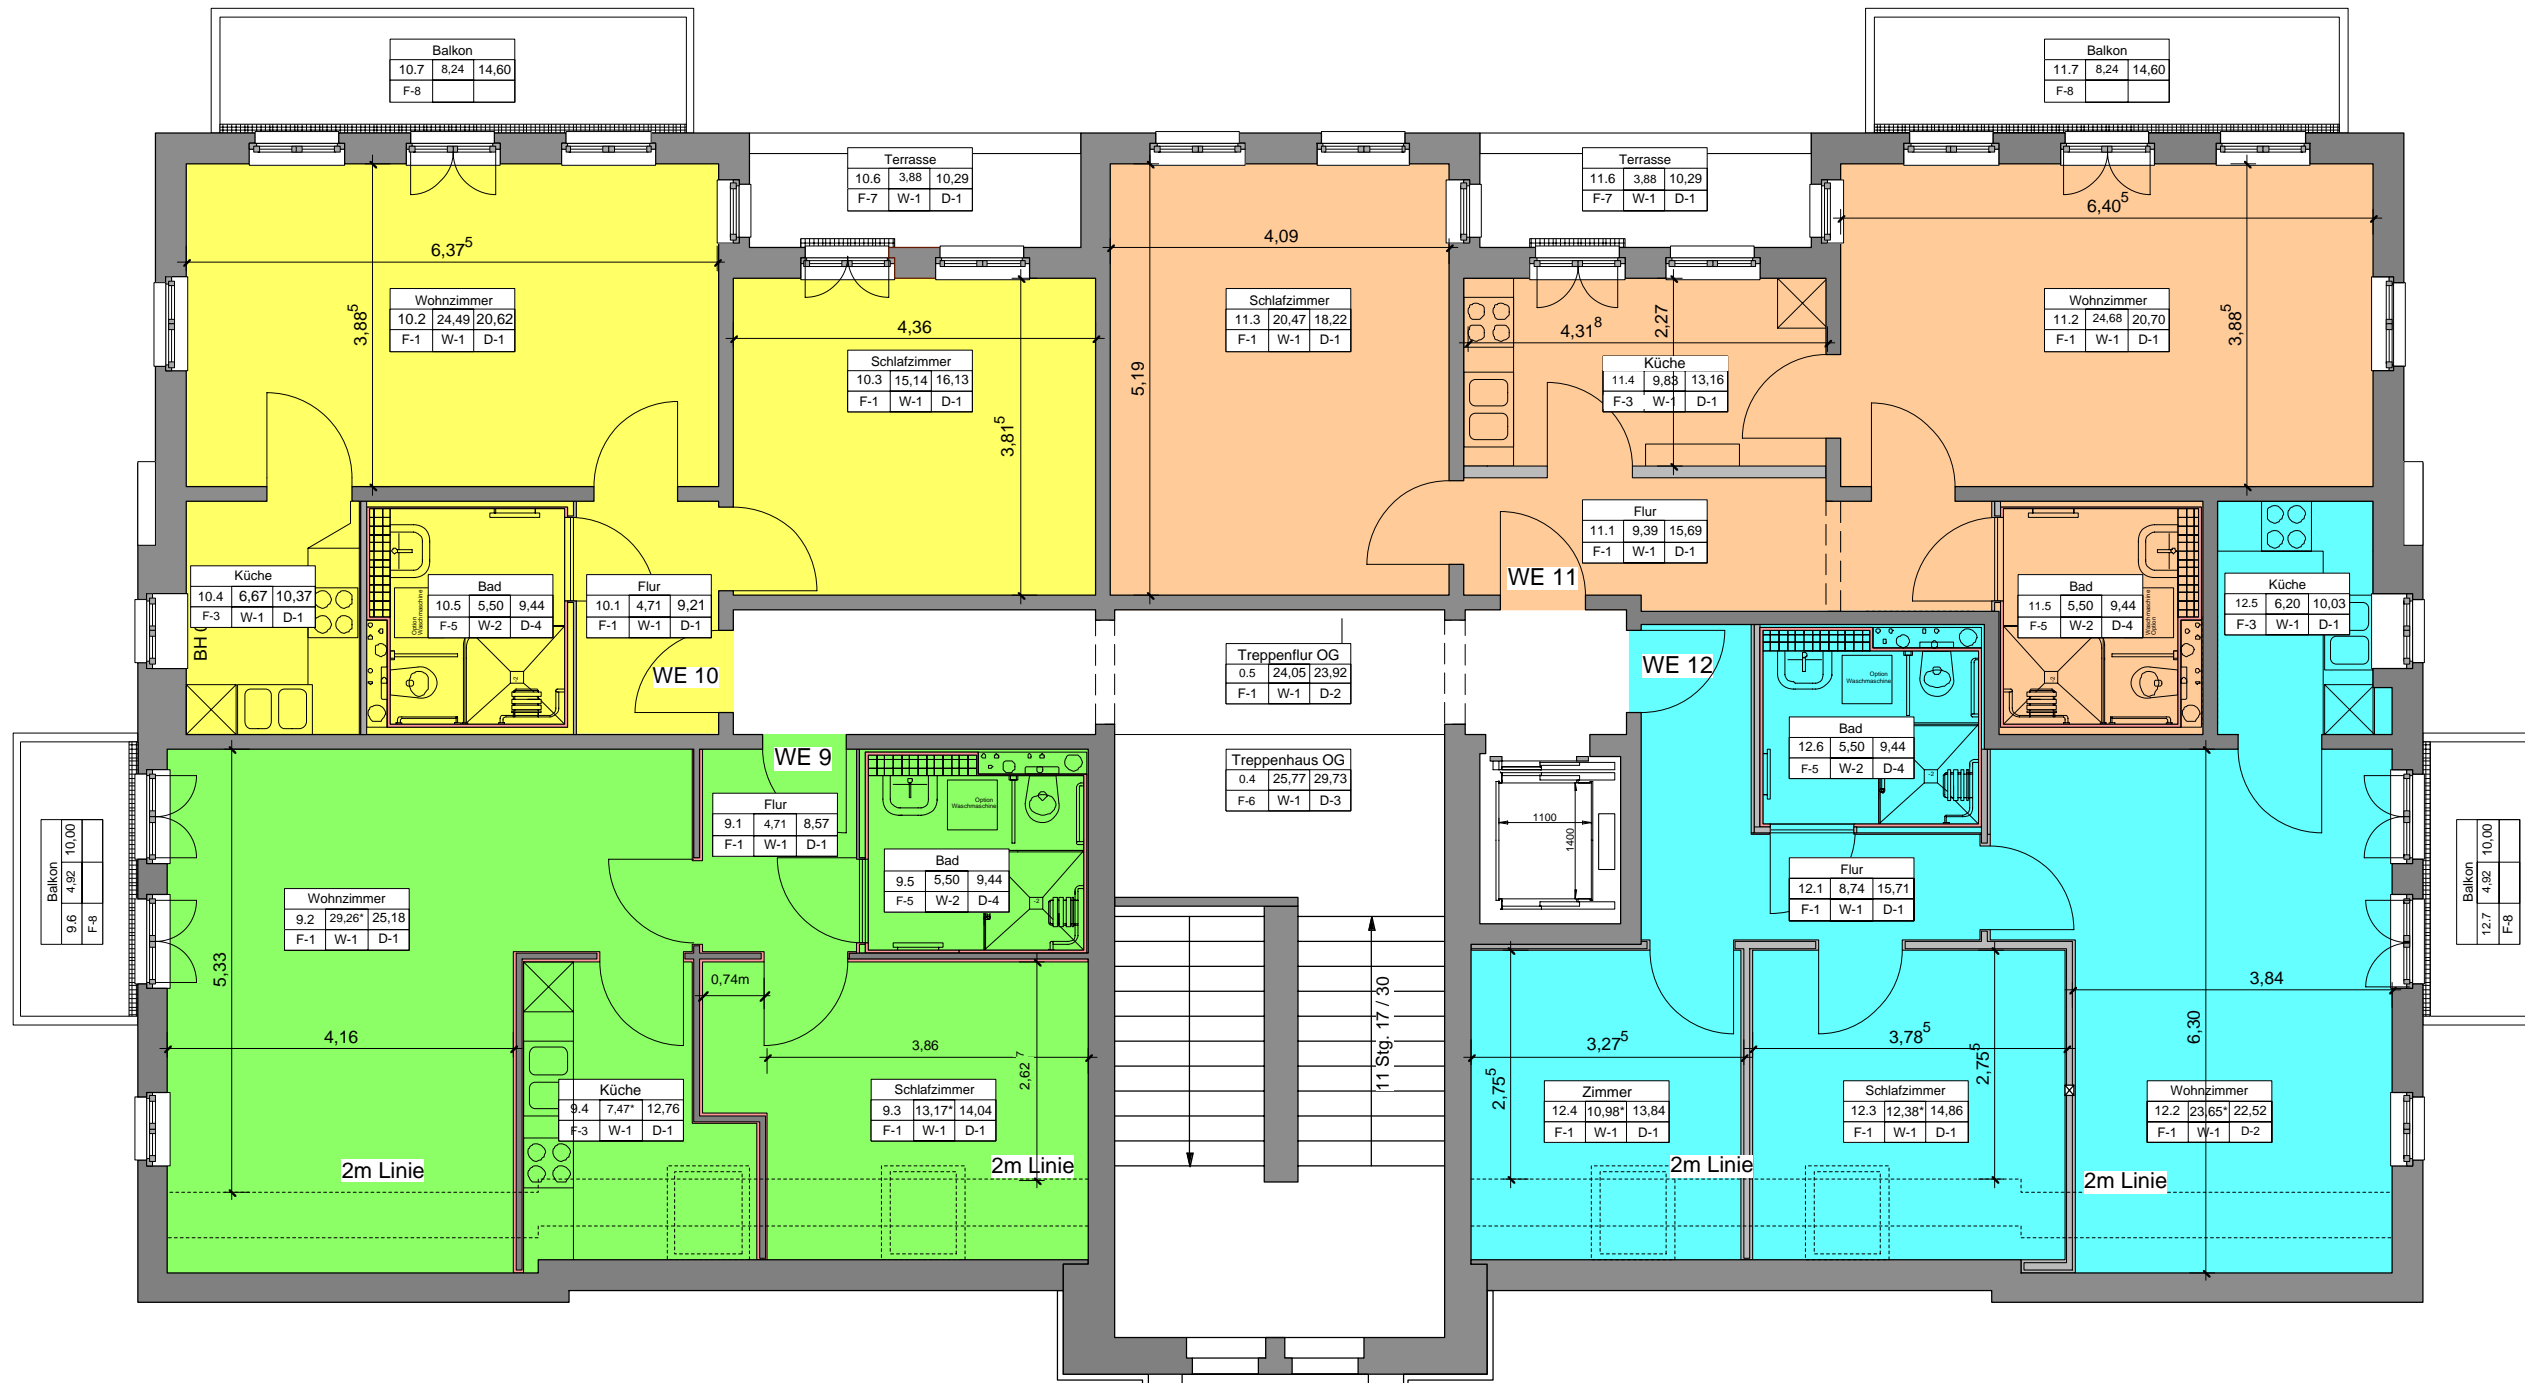 Balkon
10.7 8,24 14,60
F-8
Balkon
11.7 8,24 14,60
F-8
Terrasse
10.6 3,88 10,29
F-7 W-1 D-1
Terrasse
11.6 3,88 10,29
F-7 W-1 D-1
6,37⁵
3,88⁵
Wohnzimmer
10.2 24,49 20,62
F-1 W-1 D-1
4,36
3,81⁵
Schlafzimmer
10.3 15,14 16,13
F-1 W-1 D-1
4,09
5,19
Schlafzimmer
11.3 20,47 18,22
F-1 W-1 D-1
4,31⁸
2,27
Küche
11.4 9,83 13,16
F-3 W-1 D-1
6,40⁵
3,88⁵
Wohnzimmer
11.2 24,68 20,70
F-1 W-1 D-1
Küche
10.4 6,67 10,37
F-3 W-1 D-1
BH
Bad
10.5 5,50 9,44
F-5 W-2 D-4
Option
Waschmaschine
-2
Flur
10.1 4,71 9,21
F-1 W-1 D-1
WE 10
Flur
11.1 9,39 15,69
F-1 W-1 D-1
WE 11
Bad
11.5 5,50 9,44
F-5 W-2 D-4
Waschmaschine
Option
-2
Küche
12.5 6,20 10,03
F-3 W-1 D-1
Treppenflur OG
0.5 24,05 23,92
F-1 W-1 D-2
WE 12
Option
Waschmaschine
Bad
12.6 5,50 9,44
F-5 W-2 D-4
-2
Treppenhaus OG
0.4 25,77 29,73
F-6 W-1 D-3
1100
1400
WE 9
Flur
9.1 4,71 8,57
F-1 W-1 D-1
Option
Waschmaschine
Bad
9.5 5,50 9,44
F-5 W-2 D-4
-2
Balkon
9.6 4,92 10,00
F-8
Wohnzimmer
9.2 29,26* 25,18
F-1 W-1 D-1
5,33
4,16
0,74m
3,86
2,62⁷
Küche
9.4 7,47* 12,76
F-3 W-1 D-1
Schlafzimmer
9.3 13,17* 14,04
F-1 W-1 D-1
2m Linie
2m Linie
11 Stg. 17 / 30
Flur
12.1 8,74 15,71
F-1 W-1 D-1
Balkon
12.7 4,92 10,00
F-8
3,27⁵
2,75⁵
Zimmer
12.4 10,98* 13,84
F-1 W-1 D-1
3,78⁵
2,75⁵
Schlafzimmer
12.3 12,38* 14,86
F-1 W-1 D-1
3,84
6,30
Wohnzimmer
12.2 23,65* 22,52
F-1 W-1 D-2
2m Linie
2m Linie